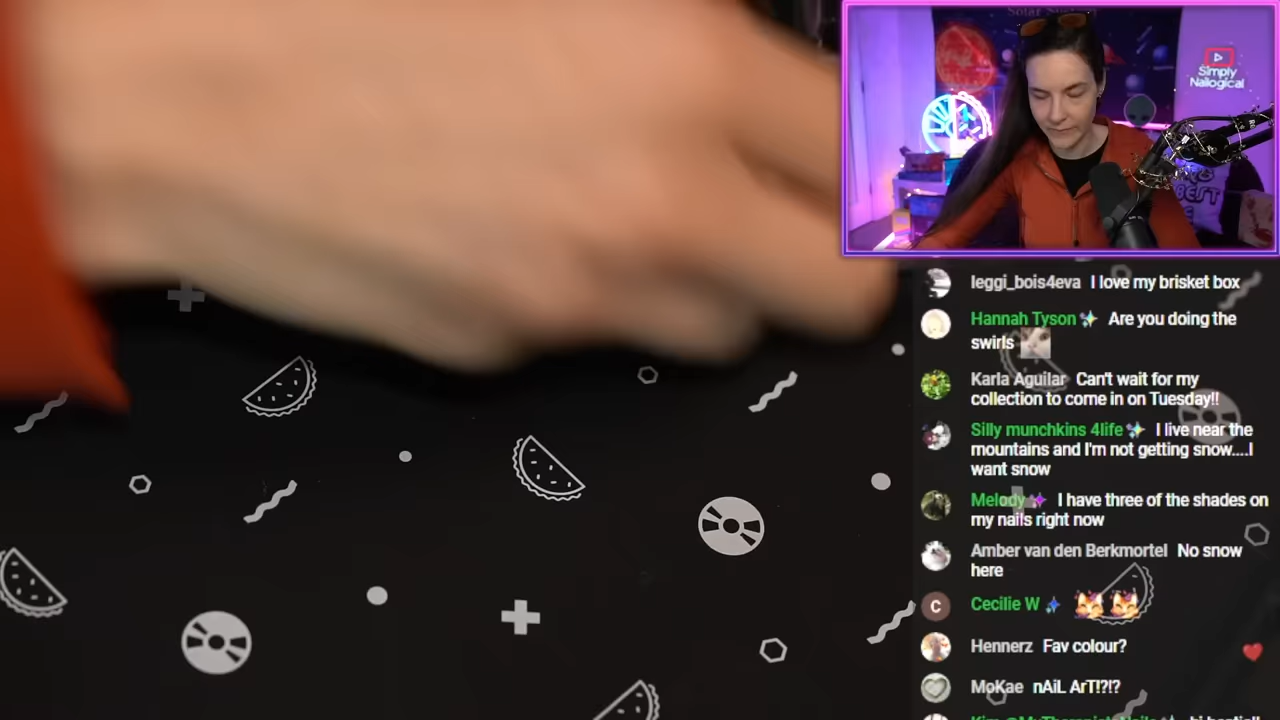 Solar System
Simply
Nailogical
BEST
leggi_bois4eva I love my brisket box
Hannah Tyson Are you doing the
swirls
Karla Aguilar Can't wait for my
collection to come in on Tuesday!!
Silly munchkins 4life I live near the
mountains and I'm not getting snow....I
want snow
Melody I have three of the shades on
my nails right now
Amber van den Berkmortel No snow
here
C
Cecilie W
Hennerz Fav colour?
MoKae nAiL ArT!?!?